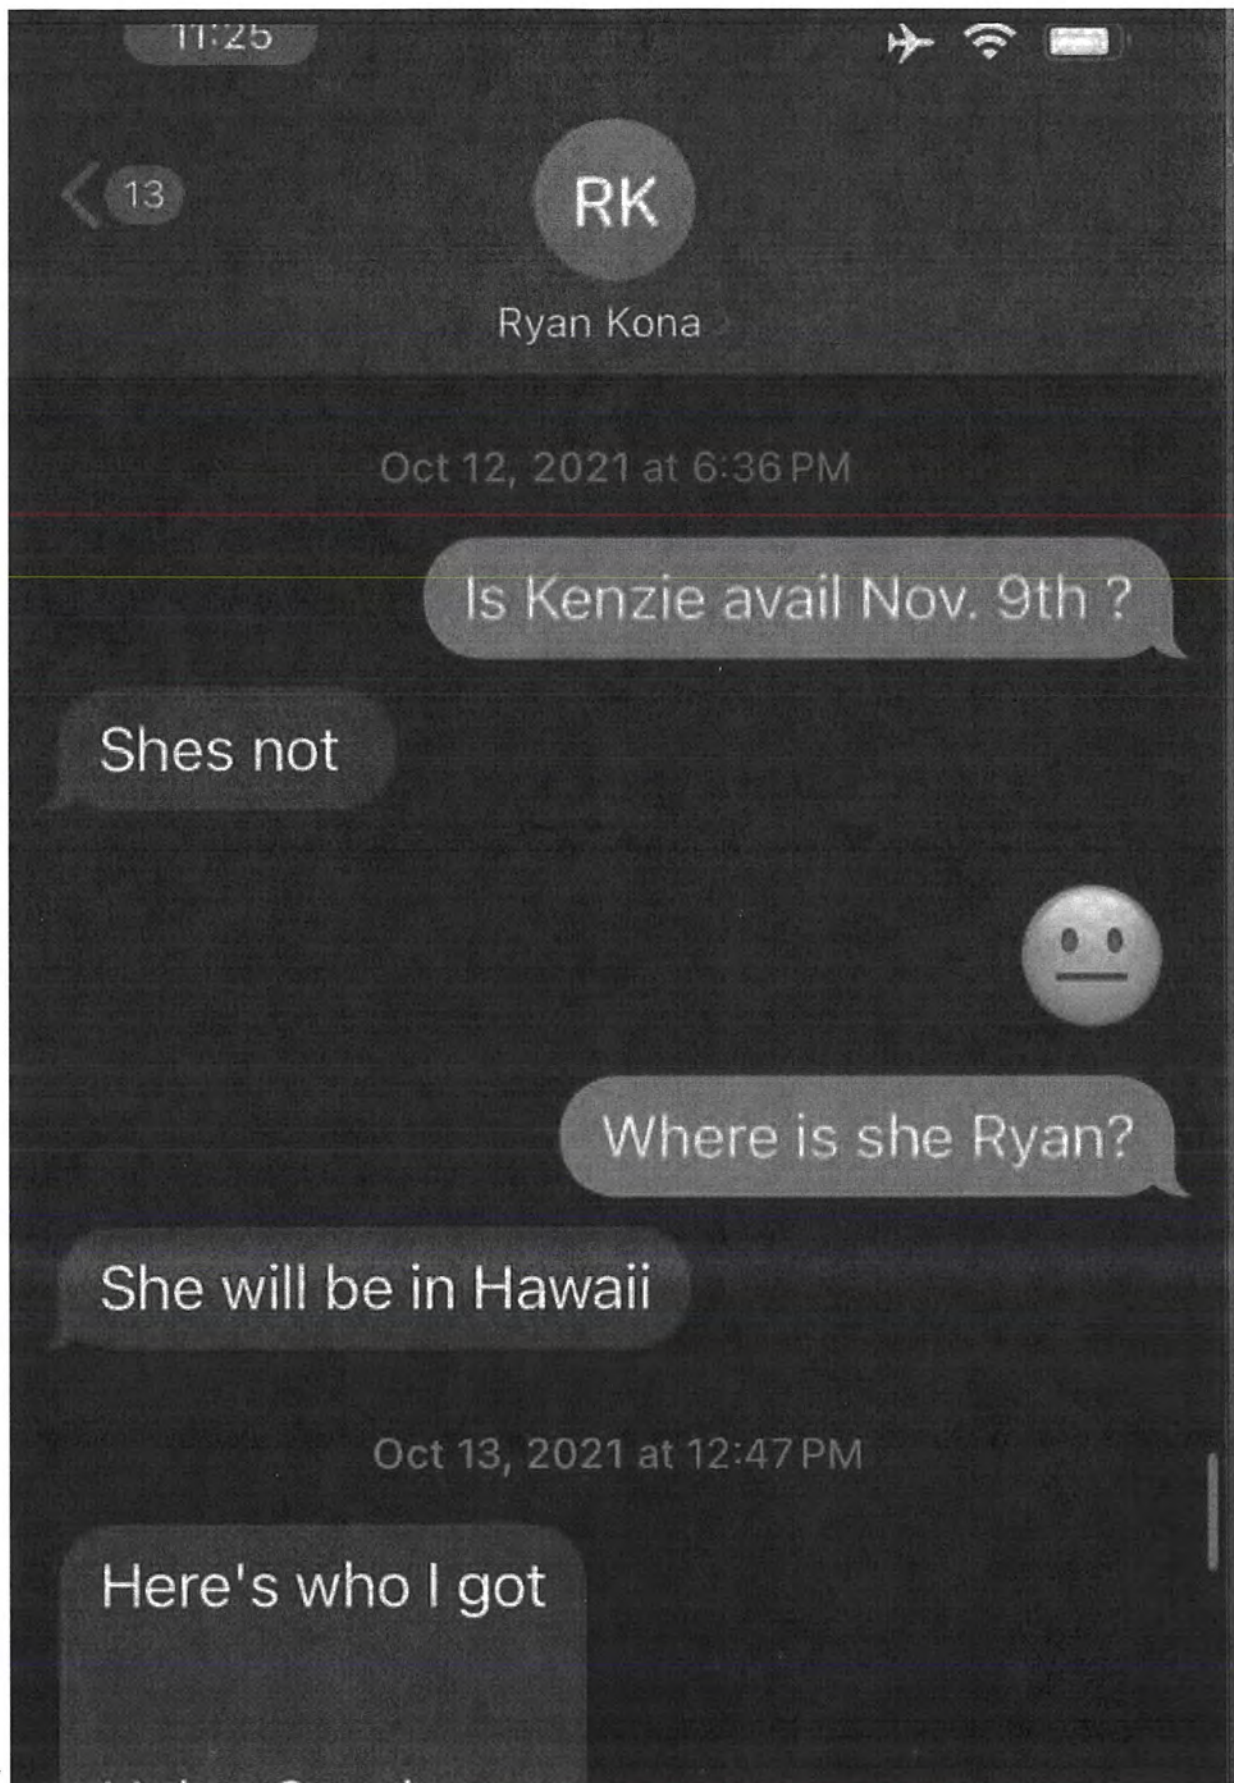 11:25
13
RK
Ryan Kona
Oct 12, 2021 at 6:36 PM
Is Kenzie avail Nov. 9th ?
Shes not
😐
Where is she Ryan?
She will be in Hawaii
Oct 13, 2021 at 12:47 PM
Here's who I got